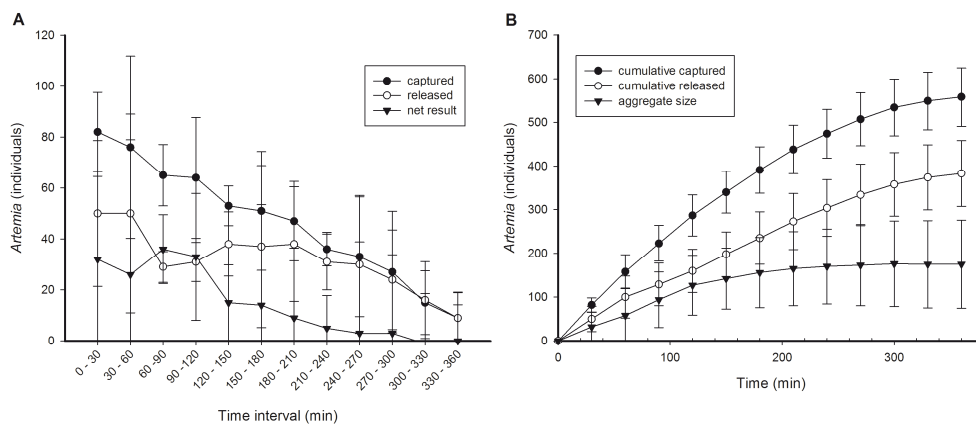 A
Artemia (individuals)
120
100
80
60
40
20
0
captured
released
net result
0 - 30
30 - 60
60 -90
90 -120
120 -150
150 - 180
180 -210
210 -240
240 -270
270 - 300
300 - 330
330 - 360
Time interval (min)
B
Artemia (individuals)
700
600
500
400
300
200
100
0
cumulative captured
cumulative released
aggregate size
0
100
200
300
Time (min)